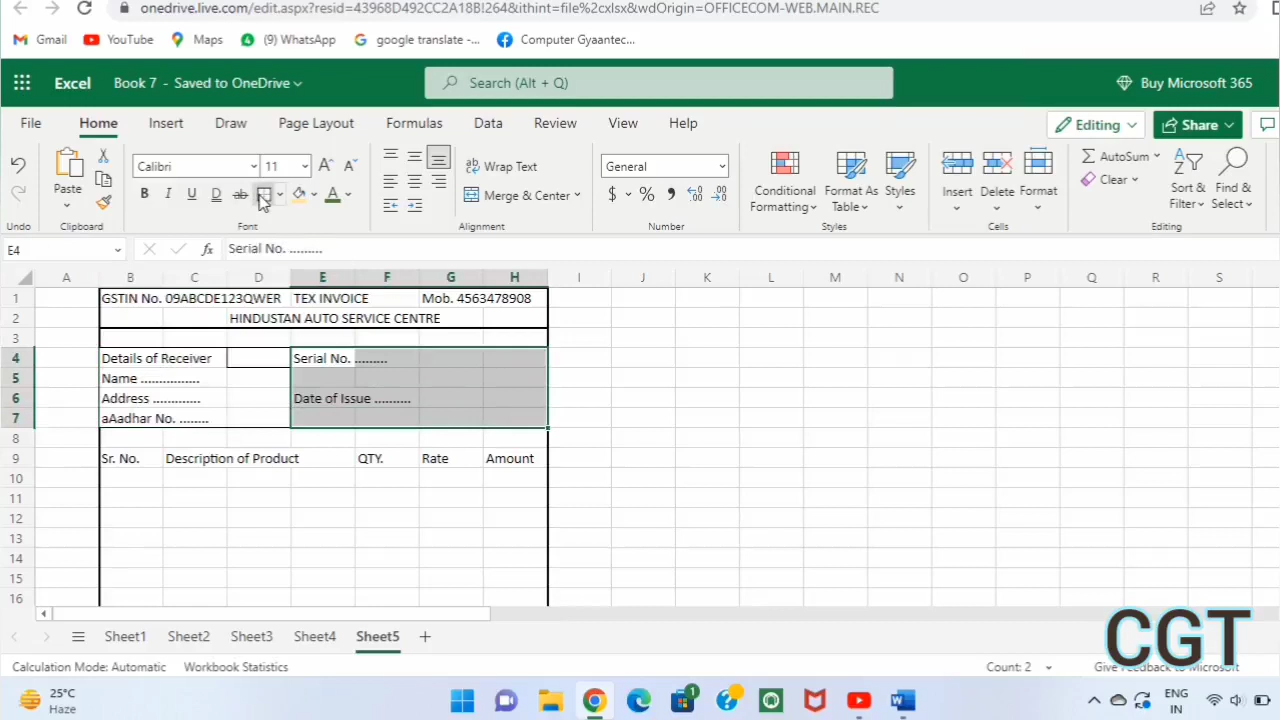 onedrive.live.com/edit.aspx?resid=43968D492CC2A18B!264&ithint=file%2cxlsx&wdOrigin=OFFICECOM-WEB.MAIN.REC
Gmail YouTube Maps (9) WhatsApp google translate -... Computer Gyaantec...
Excel Book 7 - Saved to OneDrive Search (Alt + Q) Buy Microsoft 365
File Home Insert Draw Page Layout Formulas Data Review View Help Editing Share
Calibri 11 Wrap Text General AutoSum
Paste Merge & Center Conditional Formatting Format As Table Styles Insert Delete Format Clear Sort & Filter Find & Select
Undo Clipboard Font Alignment Number Styles Cells Editing
E4 fx Serial No. .........
A B C D E F G H I J K L M N O P Q R S
1 GSTIN No. 09ABCDE123QWER TEX INVOICE Mob. 4563478908
2 HINDUSTAN AUTO SERVICE CENTRE
3
4 Details of Receiver Serial No. .........
5 Name ................
6 Address .............
Date of Issue ..........
7 aAadhar No. ........
8
9 Sr. No. Description of Product QTY. Rate Amount
10
11
12
13
14
15
16
Sheet1 Sheet2 Sheet3 Sheet4 Sheet5
CGT
Calculation Mode: Automatic Workbook Statistics Count: 2 Give Feedback to Microsoft
25°C
Haze
1
ENG
IN